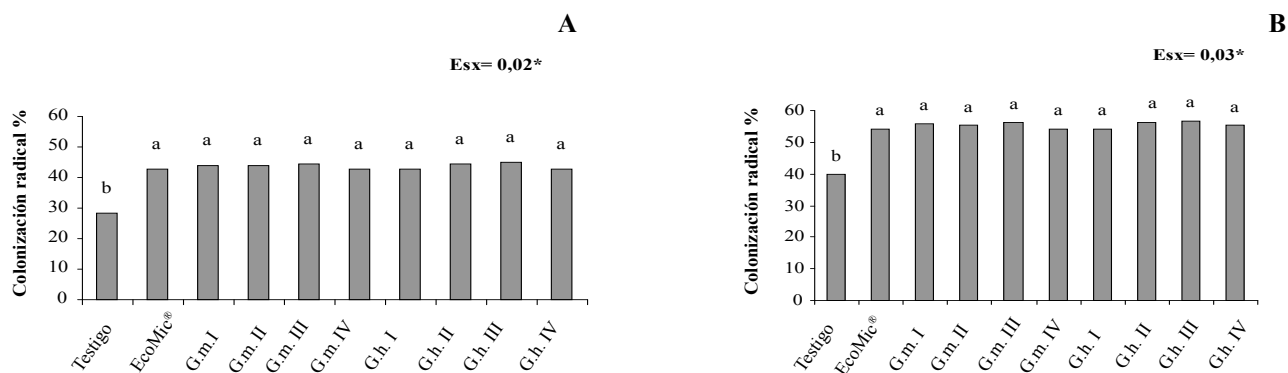 A
Esx= 0,02*
Colonización radical %
60
50
40
30
20
10
0
b
a
a
a
a
a
a
a
a
a
Testigo
EcoMic®
G.m.I
G.m. II
G.m. III
G.m. IV
G.h. I
G.h. II
G.h. III
G.h. IV
B
Esx= 0,03*
Colonización radical %
60
50
40
30
20
10
0
b
a
a
a
a
a
a
a
a
a
Testigo
EcoMic®
G.m. I
G.m. II
G.m. III
G.m. IV
G.h. I
G.h. II
G.h. III
G.h. IV